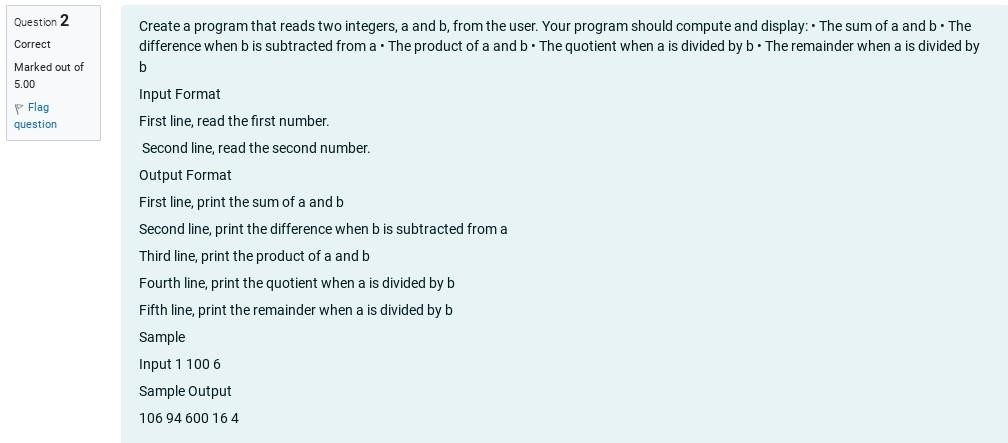 Question 2
Correct
Marked out of
5.00
Flag
question
Create a program that reads two integers, a and b, from the user. Your program should compute and display: • The sum of a and b • The
difference when b is subtracted from a • The product of a and b • The quotient when a is divided by b • The remainder when a is divided by
b
Input Format
First line, read the first number.
Second line, read the second number.
Output Format
First line, print the sum of a and b
Second line, print the difference when b is subtracted from a
Third line, print the product of a and b
Fourth line, print the quotient when a is divided by b
Fifth line, print the remainder when a is divided by b
Sample
Input 1 100 6
Sample Output
106 94 600 16 4